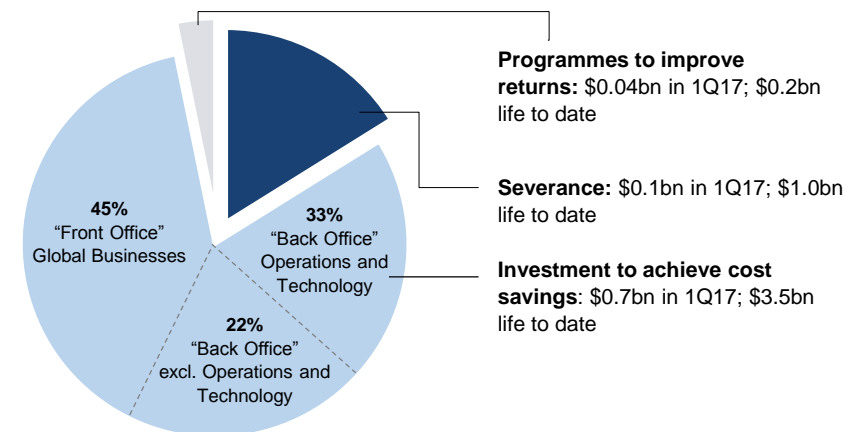 Programmes to improve
returns: $0.04bn in 1Q17; $0.2bn
life to date
Severance: $0.1bn in 1Q17; $1.0bn
life to date
Investment to achieve cost
savings: $0.7bn in 1Q17; $3.5bn
life to date
45%
“Front Office”
Global Businesses
33%
“Back Office”
Operations and
Technology
22%
“Back Office”
excl. Operations and
Technology